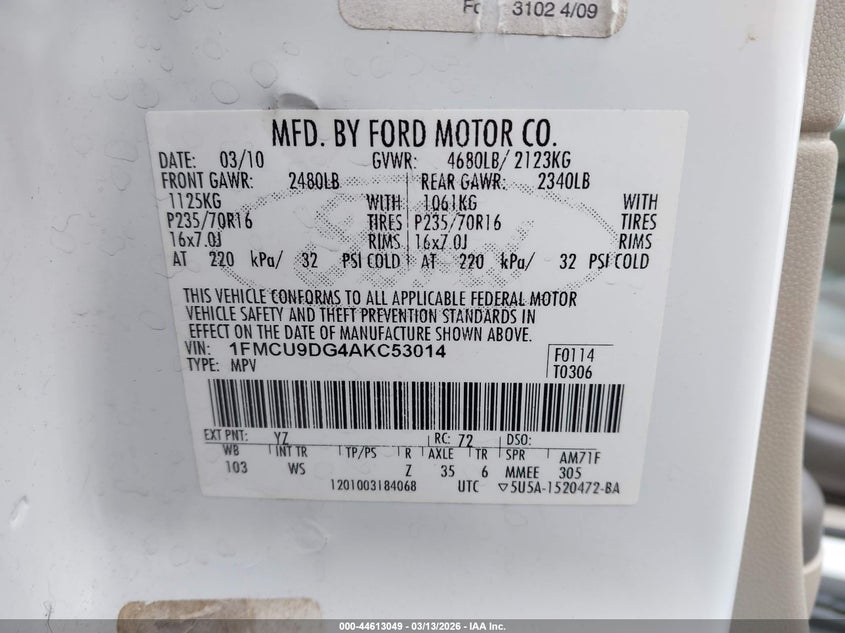 3102 4/09
MFD. BY FORD MOTOR CO.
DATE: 03/10 GVWR: 4680LB/ 2123KG
FRONT GAWR: 2480LB REAR GAWR: 2340LB
1125KG WITH 1061KG WITH
P235/70R16 TIRES P235/70R16 TIRES
16x7.0J RIMS 16x7.0J RIMS
AT 220 kPa/ 32 PSI COLD AT 220 kPa/ 32 PSI COLD
THIS VEHICLE CONFORMS TO ALL APPLICABLE FEDERAL MOTOR
VEHICLE SAFETY AND THEFT PREVENTION STANDARDS IN
EFFECT ON THE DATE OF MANUFACTURE SHOWN ABOVE.
VIN: 1FMCU9DG4AKC53014 F0114
TYPE: MPV T0306
EXT PNT: YZ RC: 72 DSO:
WB INT TR TP/PS R AXLE TR SPR AM71F
103 WS Z 35 6 MMEE 305
1201003184068 UTC ▽5U5A-1520472-BA
000-44613049 - 03/13/2026 - IAA Inc.